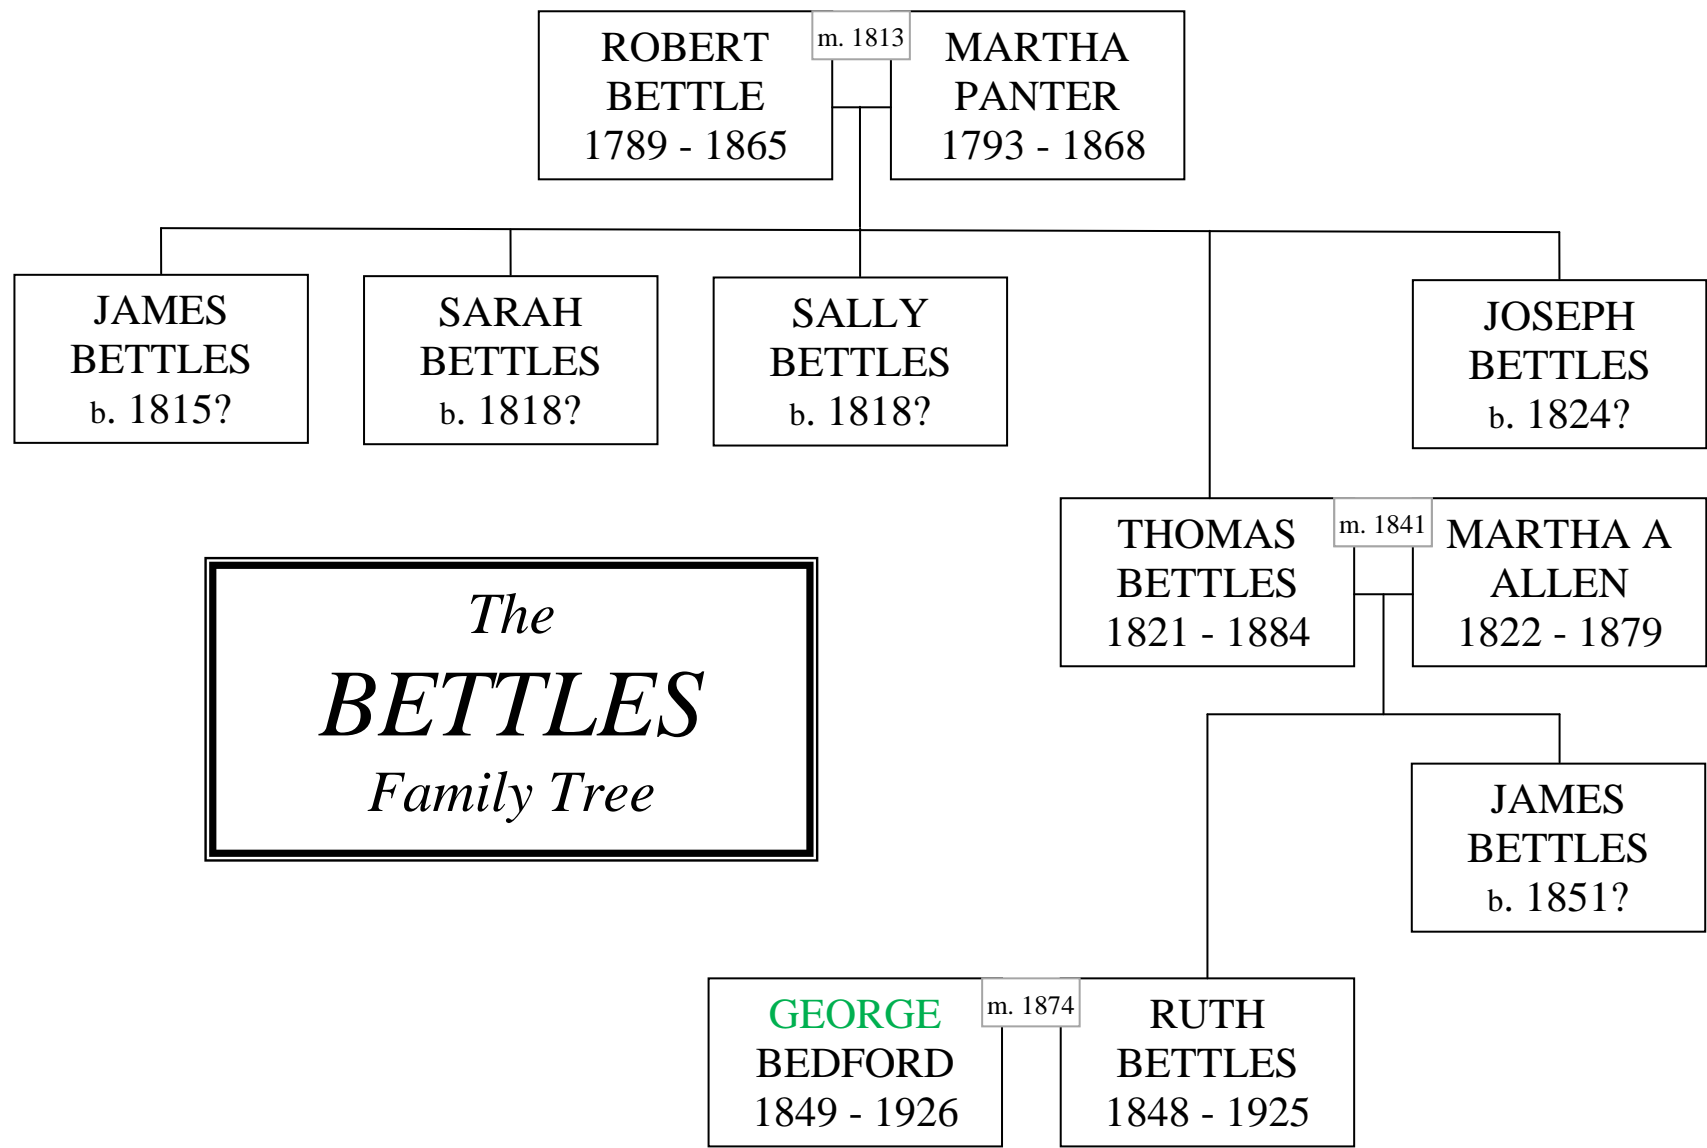 ROBERT
BETTLE
1789 - 1865
m. 1813
MARTHA
PANTER
1793 - 1868
JAMES
BETTLES
b. 1815?
SARAH
BETTLES
b. 1818?
SALLY
BETTLES
b. 1818?
JOSEPH
BETTLES
b. 1824?
THOMAS
BETTLES
1821 - 1884
m. 1841
MARTHA A
ALLEN
1822 - 1879
The
BETTLES
Family Tree
JAMES
BETTLES
b. 1851?
GEORGE
BEDFORD
1849 - 1926
m. 1874
RUTH
BETTLES
1848 - 1925